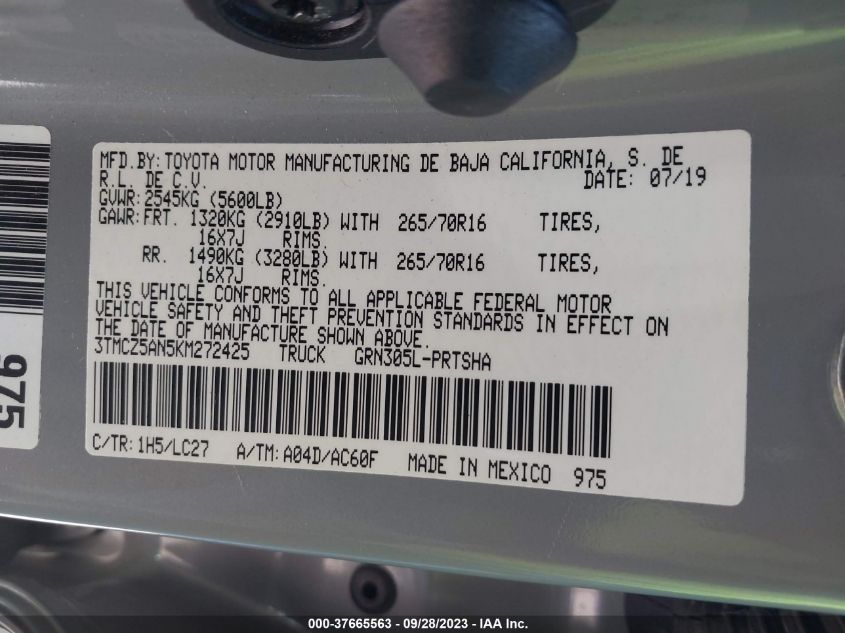 MFD.BY: TOYOTA MOTOR MANUFACTURING DE BAJA CALIFORNIA, S. DE
R.L. DE C.V. DATE: 07/19
GVWR: 2545KG (5600LB)
GAWR: FRT. 1320KG (2910LB) WITH 265/70R16 TIRES,
16X7J RIMS.
RR. 1490KG (3280LB) WITH 265/70R16 TIRES,
16X7J RIMS.
THIS VEHICLE CONFORMS TO ALL APPLICABLE FEDERAL MOTOR
VEHICLE SAFETY AND THEFT PREVENTION STANDARDS IN EFFECT ON
THE DATE OF MANUFACTURE SHOWN ABOVE.
3TMCZ5AN5KM272425 TRUCK GRN305L-PRTSHA
C/TR: 1H5/LC27 A/TM: A04D/AC60F MADE IN MEXICO 975
975
000-37665563 / 09/28/2023 - IAA Inc.